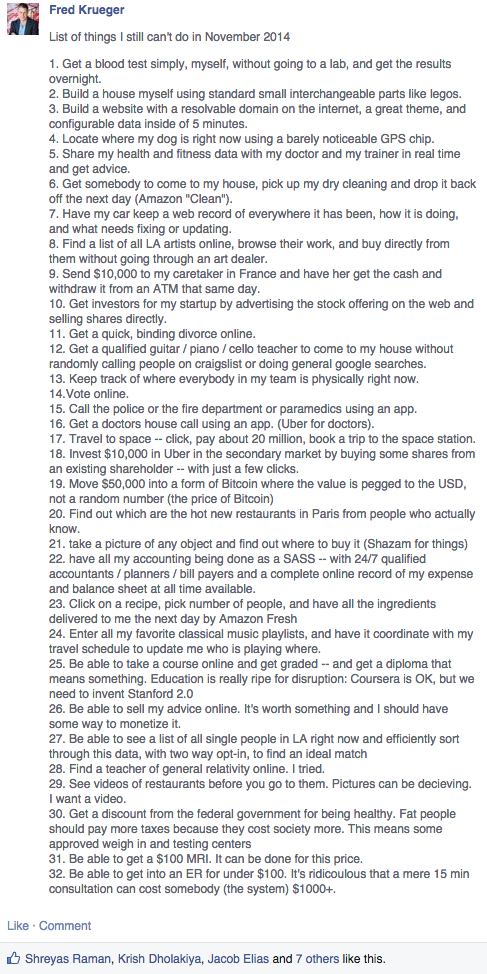 Fred Krueger
List of things I still can't do in November 2014
1. Get a blood test simply, myself, without going to a lab, and get the results
overnight.
2. Build a house myself using standard small interchangeable parts like legos.
3. Build a website with a resolvable domain on the internet, a great theme, and
configurable data inside of 5 minutes.
4. Locate where my dog is right now using a barely noticeable GPS chip.
5. Share my health and fitness data with my doctor and my trainer in real time
and get advice.
6. Get somebody to come to my house, pick up my dry cleaning and drop it back
off the next day (Amazon "Clean").
7. Have my car keep a web record of everywhere it has been, how it is doing,
and what needs fixing or updating.
8. Find a list of all LA artists online, browse their work, and buy directly from
them without going through an art dealer.
9. Send $10,000 to my caretaker in France and have her get the cash and
withdraw it from an ATM that same day.
10. Get investors for my startup by advertising the stock offering on the web and
selling shares directly.
11. Get a quick, binding divorce online.
12. Get a qualified guitar / piano / cello teacher to come to my house without
randomly calling people on craigslist or doing general google searches.
13. Keep track of where everybody in my team is physically right now.
14.Vote online.
15. Call the police or the fire department or paramedics using an app.
16. Get a doctors house call using an app. (Uber for doctors).
17. Travel to space -- click, pay about 20 million, book a trip to the space station.
18. Invest $10,000 in Uber in the secondary market by buying some shares from
an existing shareholder -- with just a few clicks.
19. Move $50,000 into a form of Bitcoin where the value is pegged to the USD,
not a random number (the price of Bitcoin)
20. Find out which are the hot new restaurants in Paris from people who actually
know.
21. take a picture of any object and find out where to buy it (Shazam for things)
22. have all my accounting being done as a SASS -- with 24/7 qualified
accountants / planners / bill payers and a complete online record of my expense
and balance sheet at all time available.
23. Click on a recipe, pick number of people, and have all the ingredients
delivered to me the next day by Amazon Fresh
24. Enter all my favorite classical music playlists, and have it coordinate with my
travel schedule to update me who is playing where.
25. Be able to take a course online and get graded -- and get a diploma that
means something. Education is really ripe for disruption: Coursera is OK, but we
need to invent Stanford 2.0
26. Be able to sell my advice online. It's worth something and I should have
some way to monetize it.
27. Be able to see a list of all single people in LA right now and efficiently sort
through this data, with two way opt-in, to find an ideal match
28. Find a teacher of general relativity online. I tried.
29. See videos of restaurants before you go to them. Pictures can be decieving.
I want a video.
30. Get a discount from the federal government for being healthy. Fat people
should pay more taxes because they cost society more. This means some
approved weigh in and testing centers
31. Be able to get a $100 MRI. It can be done for this price.
32. Be able to get into an ER for under $100. It's ridicoulous that a mere 15 min
consultation can cost somebody (the system) $1000+.
Like · Comment
Shreyas Raman, Krish Dholakiya, Jacob Elias and 7 others like this.